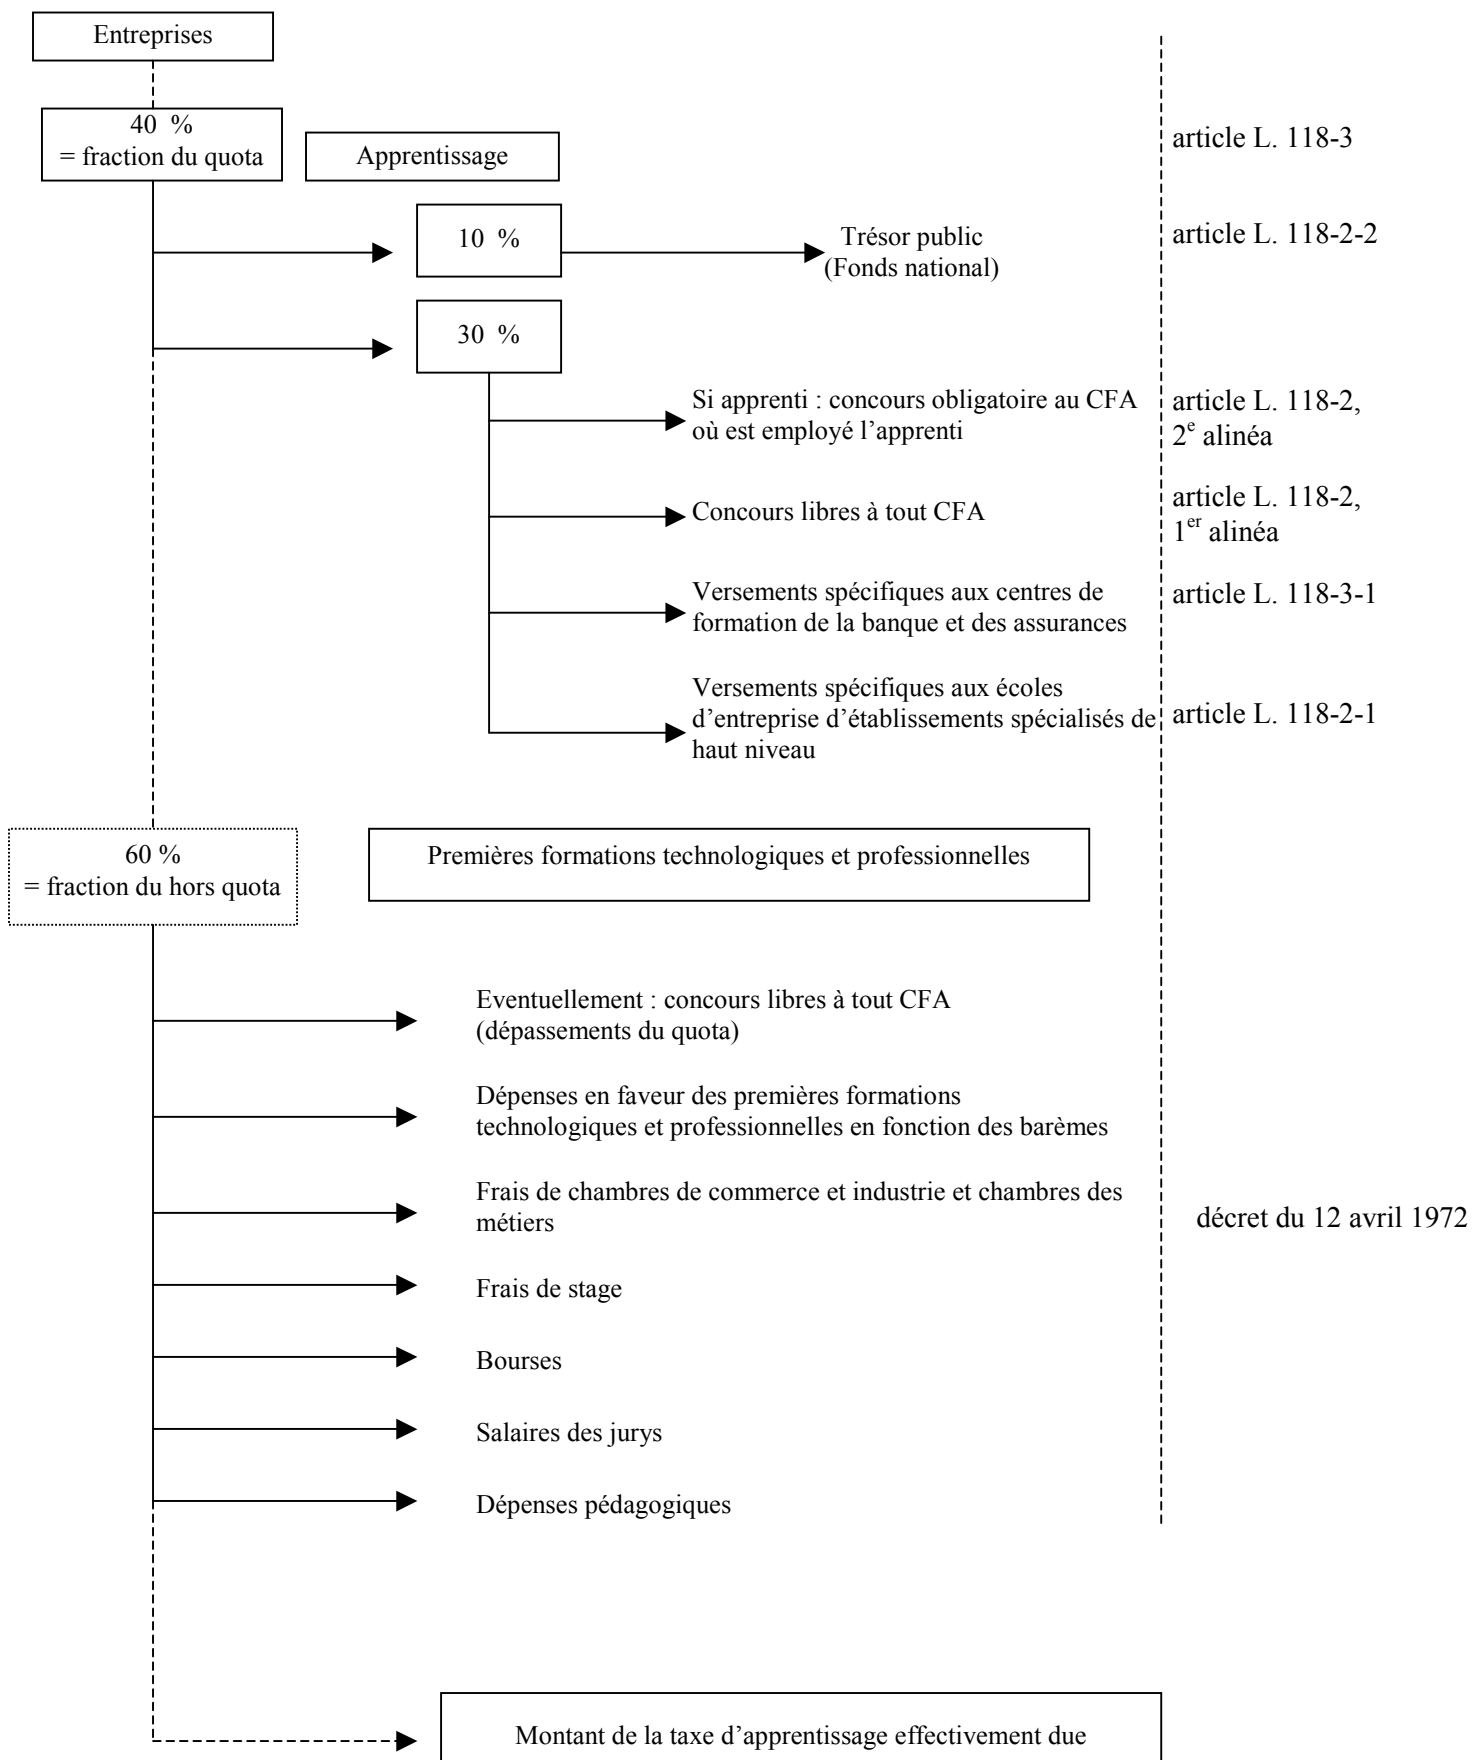 Entreprises
40 %
= fraction du quota
Apprentissage
article L. 118-3
10 %
Trésor public
(Fonds national)
article L. 118-2-2
30 %
Si apprenti : concours obligatoire au CFA
où est employé l’apprenti
article L. 118-2,
2e alinéa
Concours libres à tout CFA
article L. 118-2,
1er alinéa
Versements spécifiques aux centres de
formation de la banque et des assurances
article L. 118-3-1
Versements spécifiques aux écoles
d’entreprise d’établissements spécialisés de
haut niveau
article L. 118-2-1
60 %
= fraction du hors quota
Premières formations technologiques et professionnelles
Eventuellement : concours libres à tout CFA
(dépassements du quota)
Dépenses en faveur des premières formations
technologiques et professionnelles en fonction des barèmes
Frais de chambres de commerce et industrie et chambres des
métiers
décret du 12 avril 1972
Frais de stage
Bourses
Salaires des jurys
Dépenses pédagogiques
Montant de la taxe d’apprentissage effectivement due